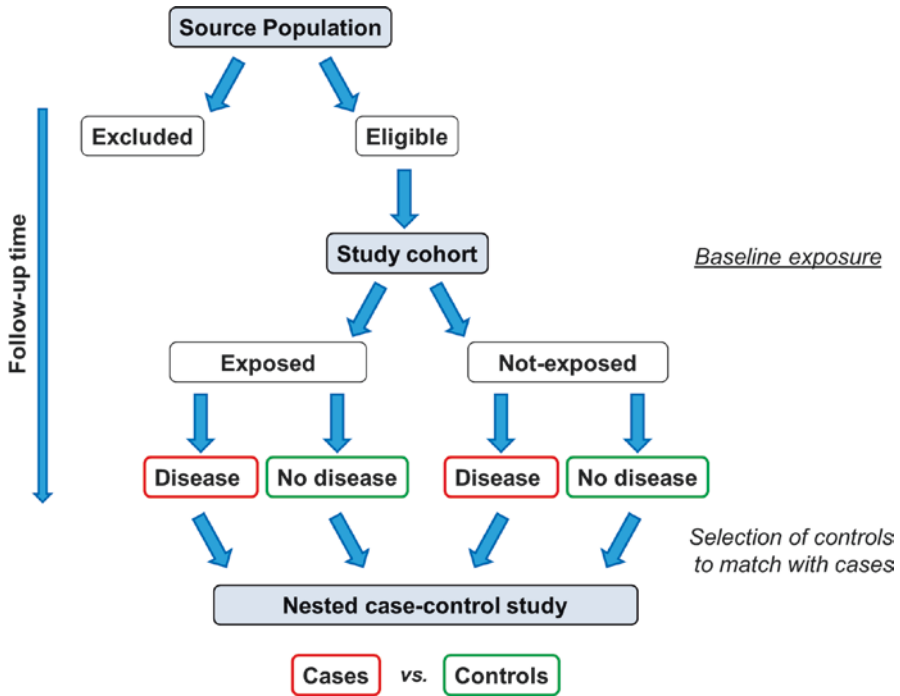 Source Population
Excluded
Eligible
Follow-up time
Study cohort
Baseline exposure
Exposed
Not-exposed
Disease
No disease
Disease
No disease
Selection of controls
to match with cases
Nested case-control study
Cases vs. Controls